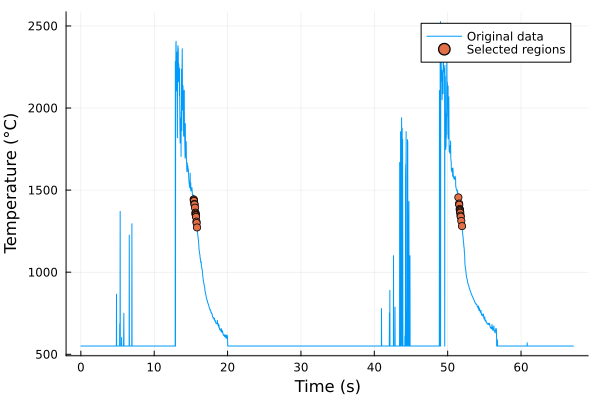 2500
2000
1500
1000
500
Temperature (°C)
Original data
Selected regions
0 10 20 30 40 50 60
Time (s)